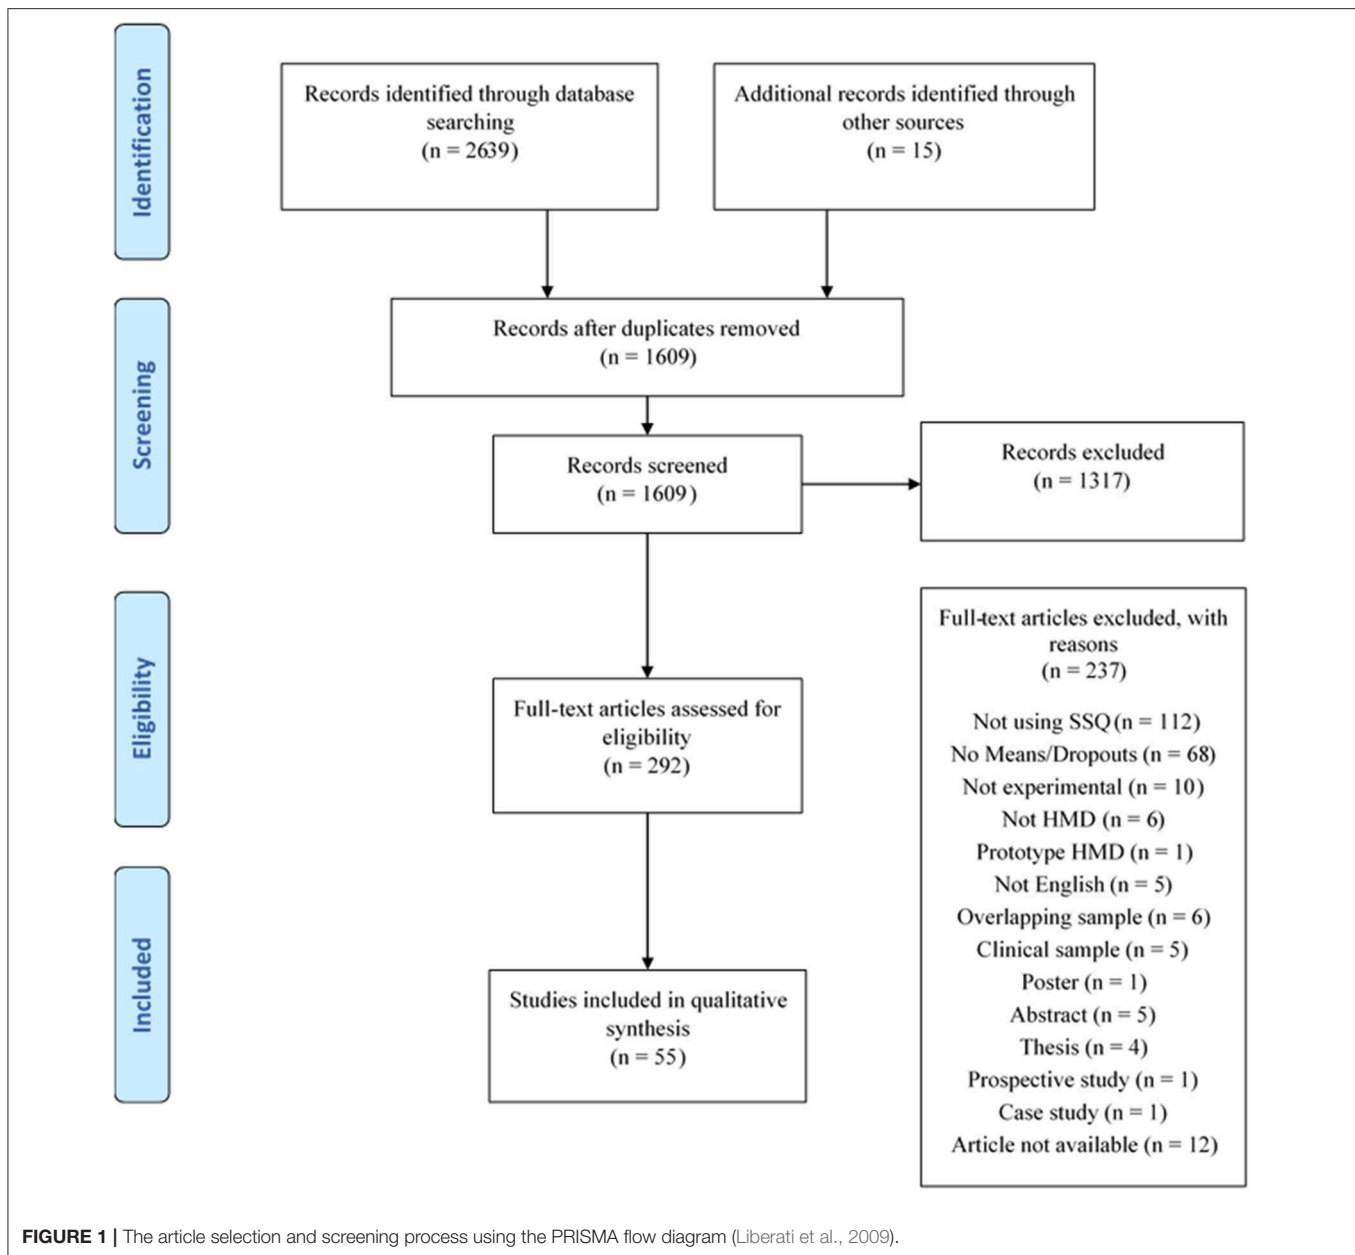 Identification
Records identified through database
searching
(n = 2639)
Additional records identified through
other sources
(n = 15)
Screening
Records after duplicates removed
(n = 1609)
Records screened
(n = 1609)
Records excluded
(n = 1317)
Eligibility
Full-text articles assessed for
eligibility
(n = 292)
Full-text articles excluded, with
reasons
(n = 237)
Not using SSQ (n = 112)
No Means/Dropouts (n = 68)
Not experimental (n = 10)
Not HMD (n = 6)
Prototype HMD (n = 1)
Not English (n = 5)
Overlapping sample (n = 6)
Clinical sample (n = 5)
Poster (n = 1)
Abstract (n = 5)
Thesis (n = 4)
Prospective study (n = 1)
Case study (n = 1)
Article not available (n = 12)
Included
Studies included in qualitative
synthesis
(n = 55)
FIGURE 1 | The article selection and screening process using the PRISMA flow diagram (Liberati et al., 2009).